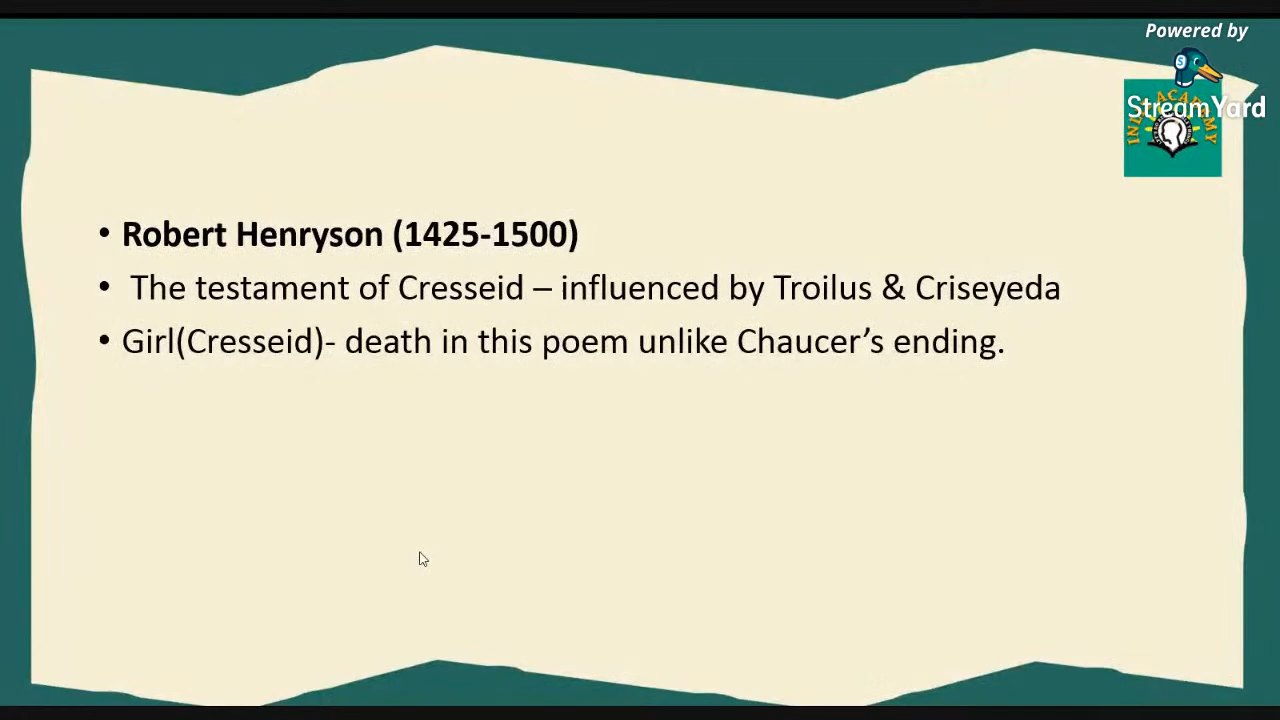 Powered by
StreamYard
ACADEMY
• Robert Henryson (1425-1500)
• The testament of Cresseid – influenced by Troilus & Criseyeda
• Girl(Cresseid)- death in this poem unlike Chaucer’s ending.